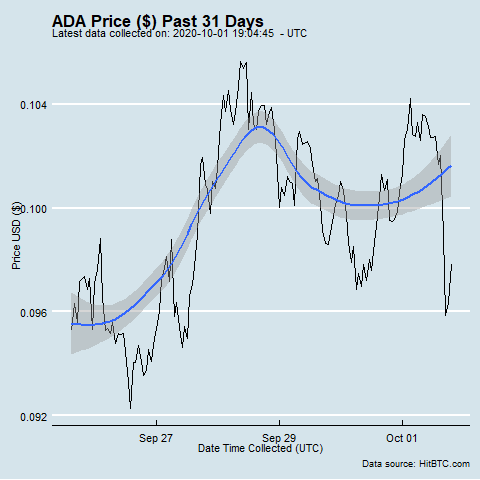 ADA Price ($) Past 31 Days
Latest data collected on: 2020-10-01 19:04:45 - UTC
0.104
0.100
0.096
0.092
Price USD ($)
Sep 27
Sep 29
Oct 01
Date Time Collected (UTC)
Data source: HitBTC.com